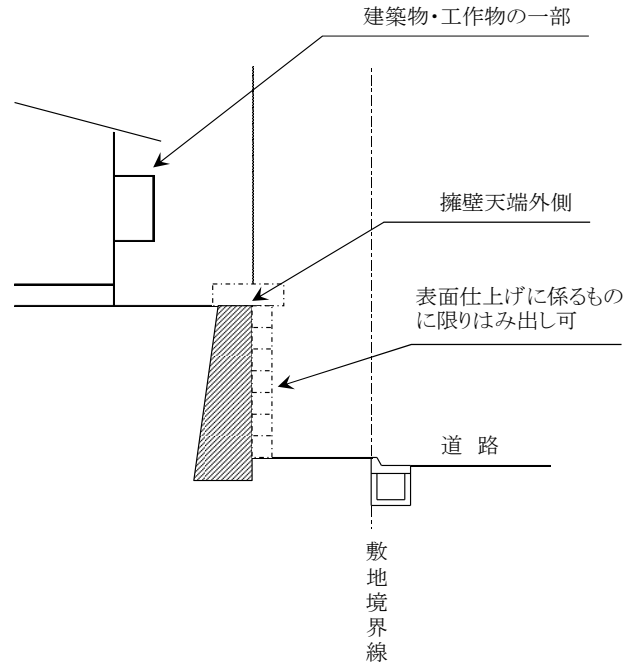 建築物・工作物の一部
擁壁天端外側
表面仕上げに係るもの
に限りはみ出し可
道 路
敷地境界線